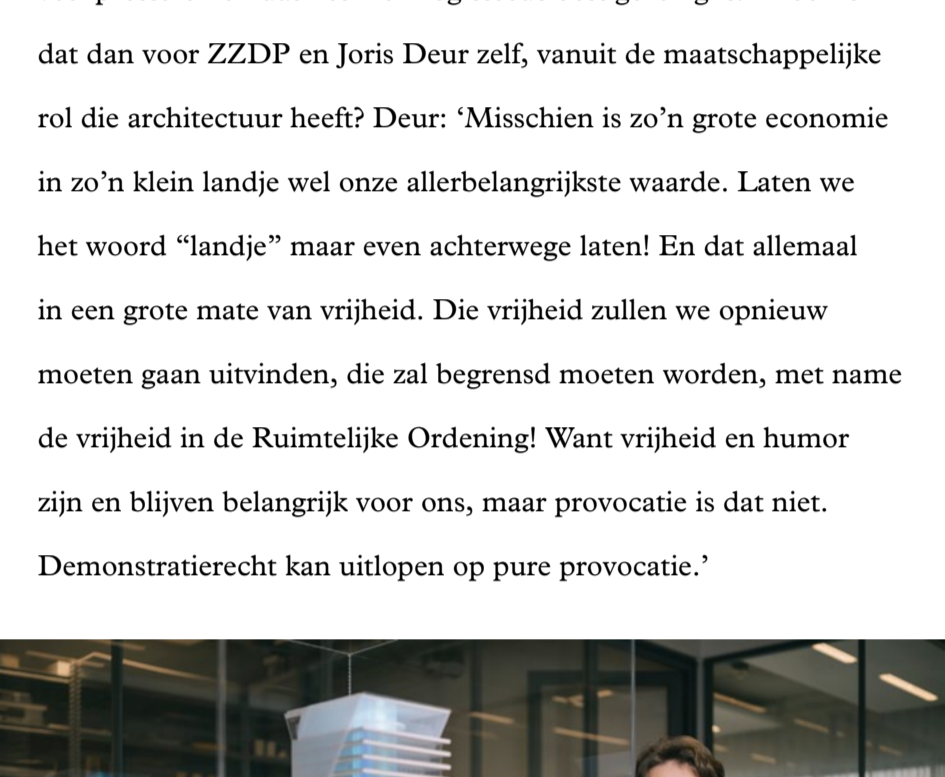 dat dan voor ZZDP en Joris Deur zelf, vanuit de maatschappelijke
rol die architectuur heeft? Deur: ‘Misschien is zo’n grote economie
in zo’n klein landje wel onze allerbelangrijkste waarde. Laten we
het woord “landje” maar even achterwege laten! En dat allemaal
in een grote mate van vrijheid. Die vrijheid zullen we opnieuw
moeten gaan uitvinden, die zal begrensd moeten worden, met name
de vrijheid in de Ruimtelijke Ordening! Want vrijheid en humor
zijn en blijven belangrijk voor ons, maar provocatie is dat niet.
Demonstratierecht kan uitlopen op pure provocatie.’